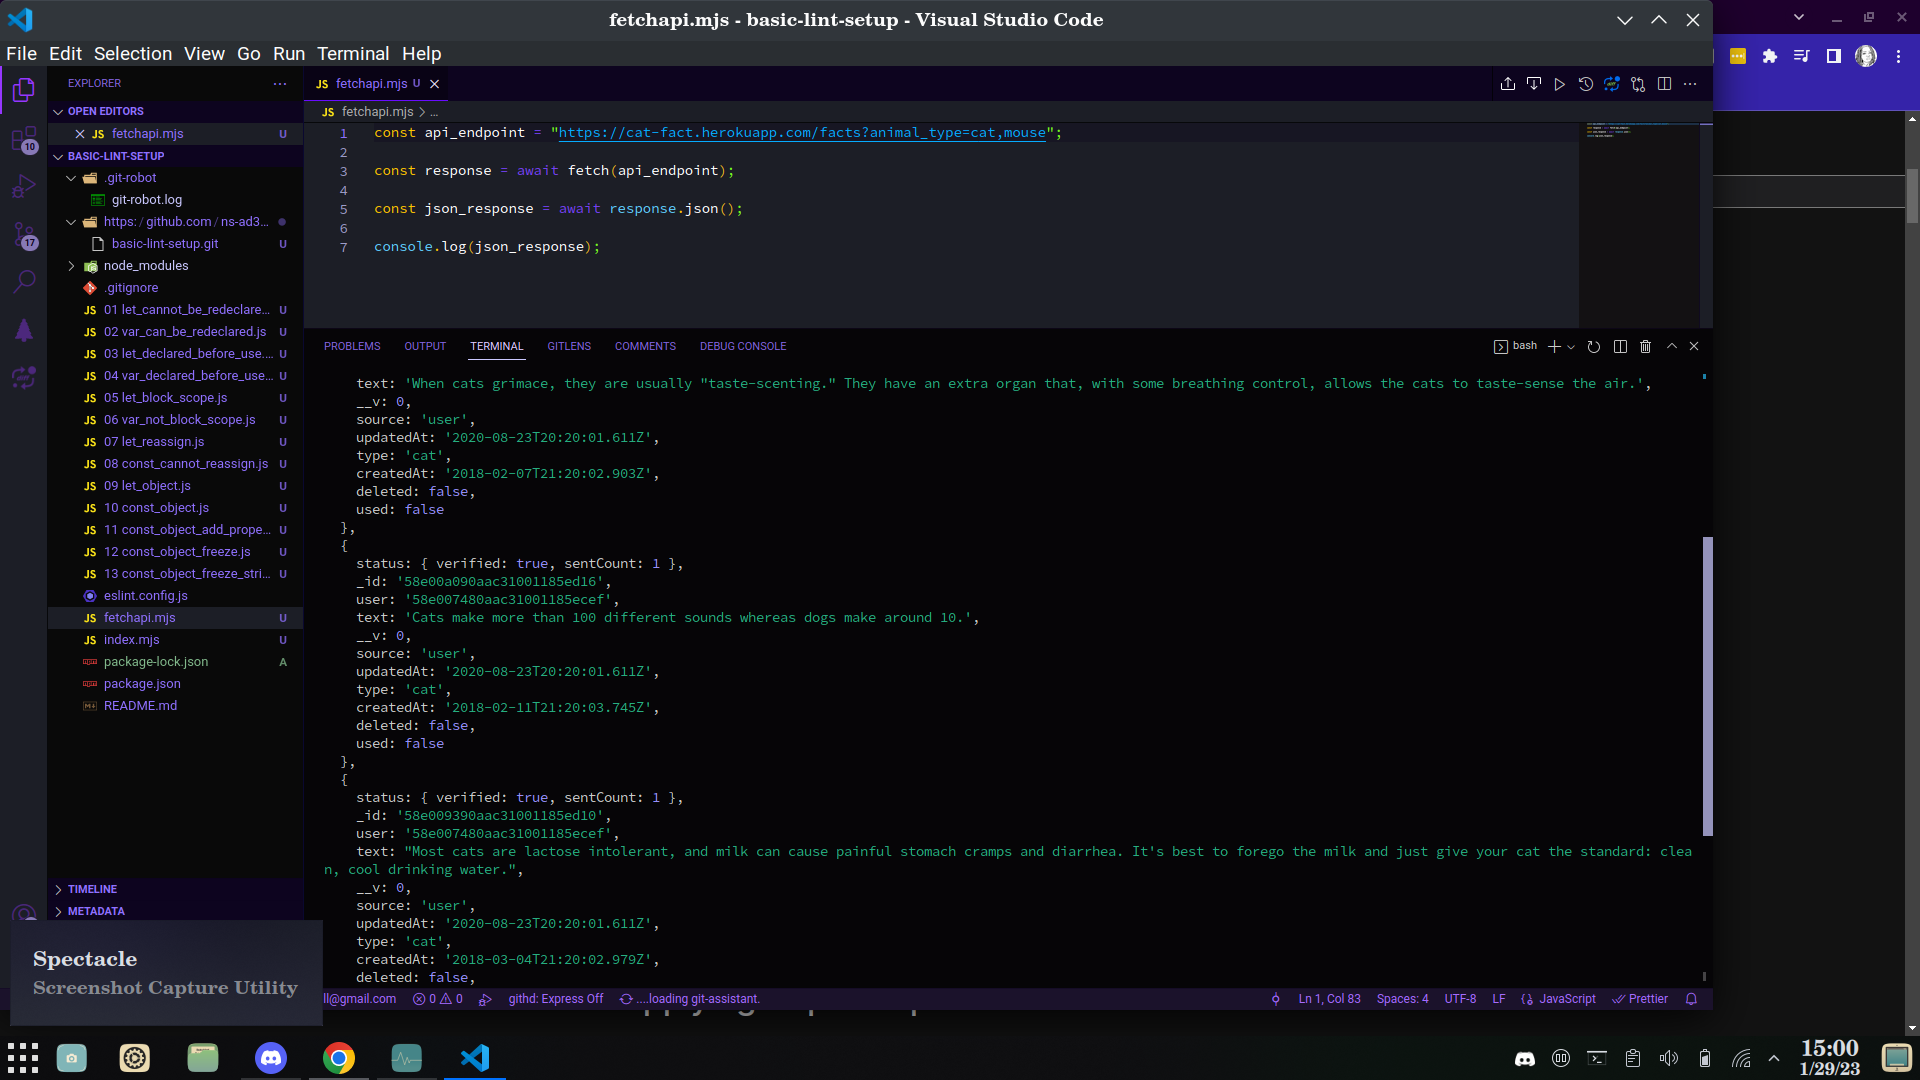 fetchapi.mjs - basic-lint-setup - Visual Studio Code
File Edit Selection View Go Run Terminal Help
EXPLORER
OPEN EDITORS
JS fetchapi.mjs U
BASIC-LINT-SETUP
.git-robot
git-robot.log
https: / github.com / ns-ad3...
basic-lint-setup.git U
node_modules
.gitignore
JS 01 let_cannot_be_redeclare... U
JS 02 var_can_be_redeclared.js U
JS 03 let_declared_before_use.... U
JS 04 var_declared_before_use... U
JS 05 let_block_scope.js U
JS 06 var_not_block_scope.js U
JS 07 let_reassign.js U
JS 08 const_cannot_reassign.js U
JS 09 let_object.js U
JS 10 const_object.js U
JS 11 const_object_add_prope... U
JS 12 const_object_freeze.js U
JS 13 const_object_freeze_stri... U
eslint.config.js
JS fetchapi.mjs U
JS index.mjs U
package-lock.json A
package.json
README.md
TIMELINE
METADATA
10
17
JS fetchapi.mjs U
JS fetchapi.mjs > ...
1 const api_endpoint = "https://cat-fact.herokuapp.com/facts?animal_type=cat,mouse";
2
3 const response = await fetch(api_endpoint);
4
5 const json_response = await response.json();
6
7 console.log(json_response);
PROBLEMS OUTPUT TERMINAL GITLENS COMMENTS DEBUG CONSOLE
bash
text: 'When cats grimace, they are usually "taste-scenting." They have an extra organ that, with some breathing control, allows the cats to taste-sense the air.',
__v: 0,
source: 'user',
updatedAt: '2020-08-23T20:20:01.611Z',
type: 'cat',
createdAt: '2018-02-07T21:20:02.903Z',
deleted: false,
used: false
},
{
status: { verified: true, sentCount: 1 },
_id: '58e00a090aac31001185ed16',
user: '58e007480aac31001185ecef',
text: 'Cats make more than 100 different sounds whereas dogs make around 10.',
__v: 0,
source: 'user',
updatedAt: '2020-08-23T20:20:01.611Z',
type: 'cat',
createdAt: '2018-02-11T21:20:03.745Z',
deleted: false,
used: false
},
{
status: { verified: true, sentCount: 1 },
_id: '58e009390aac31001185ed10',
user: '58e007480aac31001185ecef',
text: "Most cats are lactose intolerant, and milk can cause painful stomach cramps and diarrhea. It's best to forego the milk and just give your cat the standard: clea
n, cool drinking water.",
__v: 0,
source: 'user',
updatedAt: '2020-08-23T20:20:01.611Z',
type: 'cat',
createdAt: '2018-03-04T21:20:02.979Z',
deleted: false,
Spectacle
Screenshot Capture Utility
ll@gmail.com 0 0 githd: Express Off ....loading git-assistant.
Ln 1, Col 83 Spaces: 4 UTF-8 LF JavaScript Prettier
15:00
1/29/23